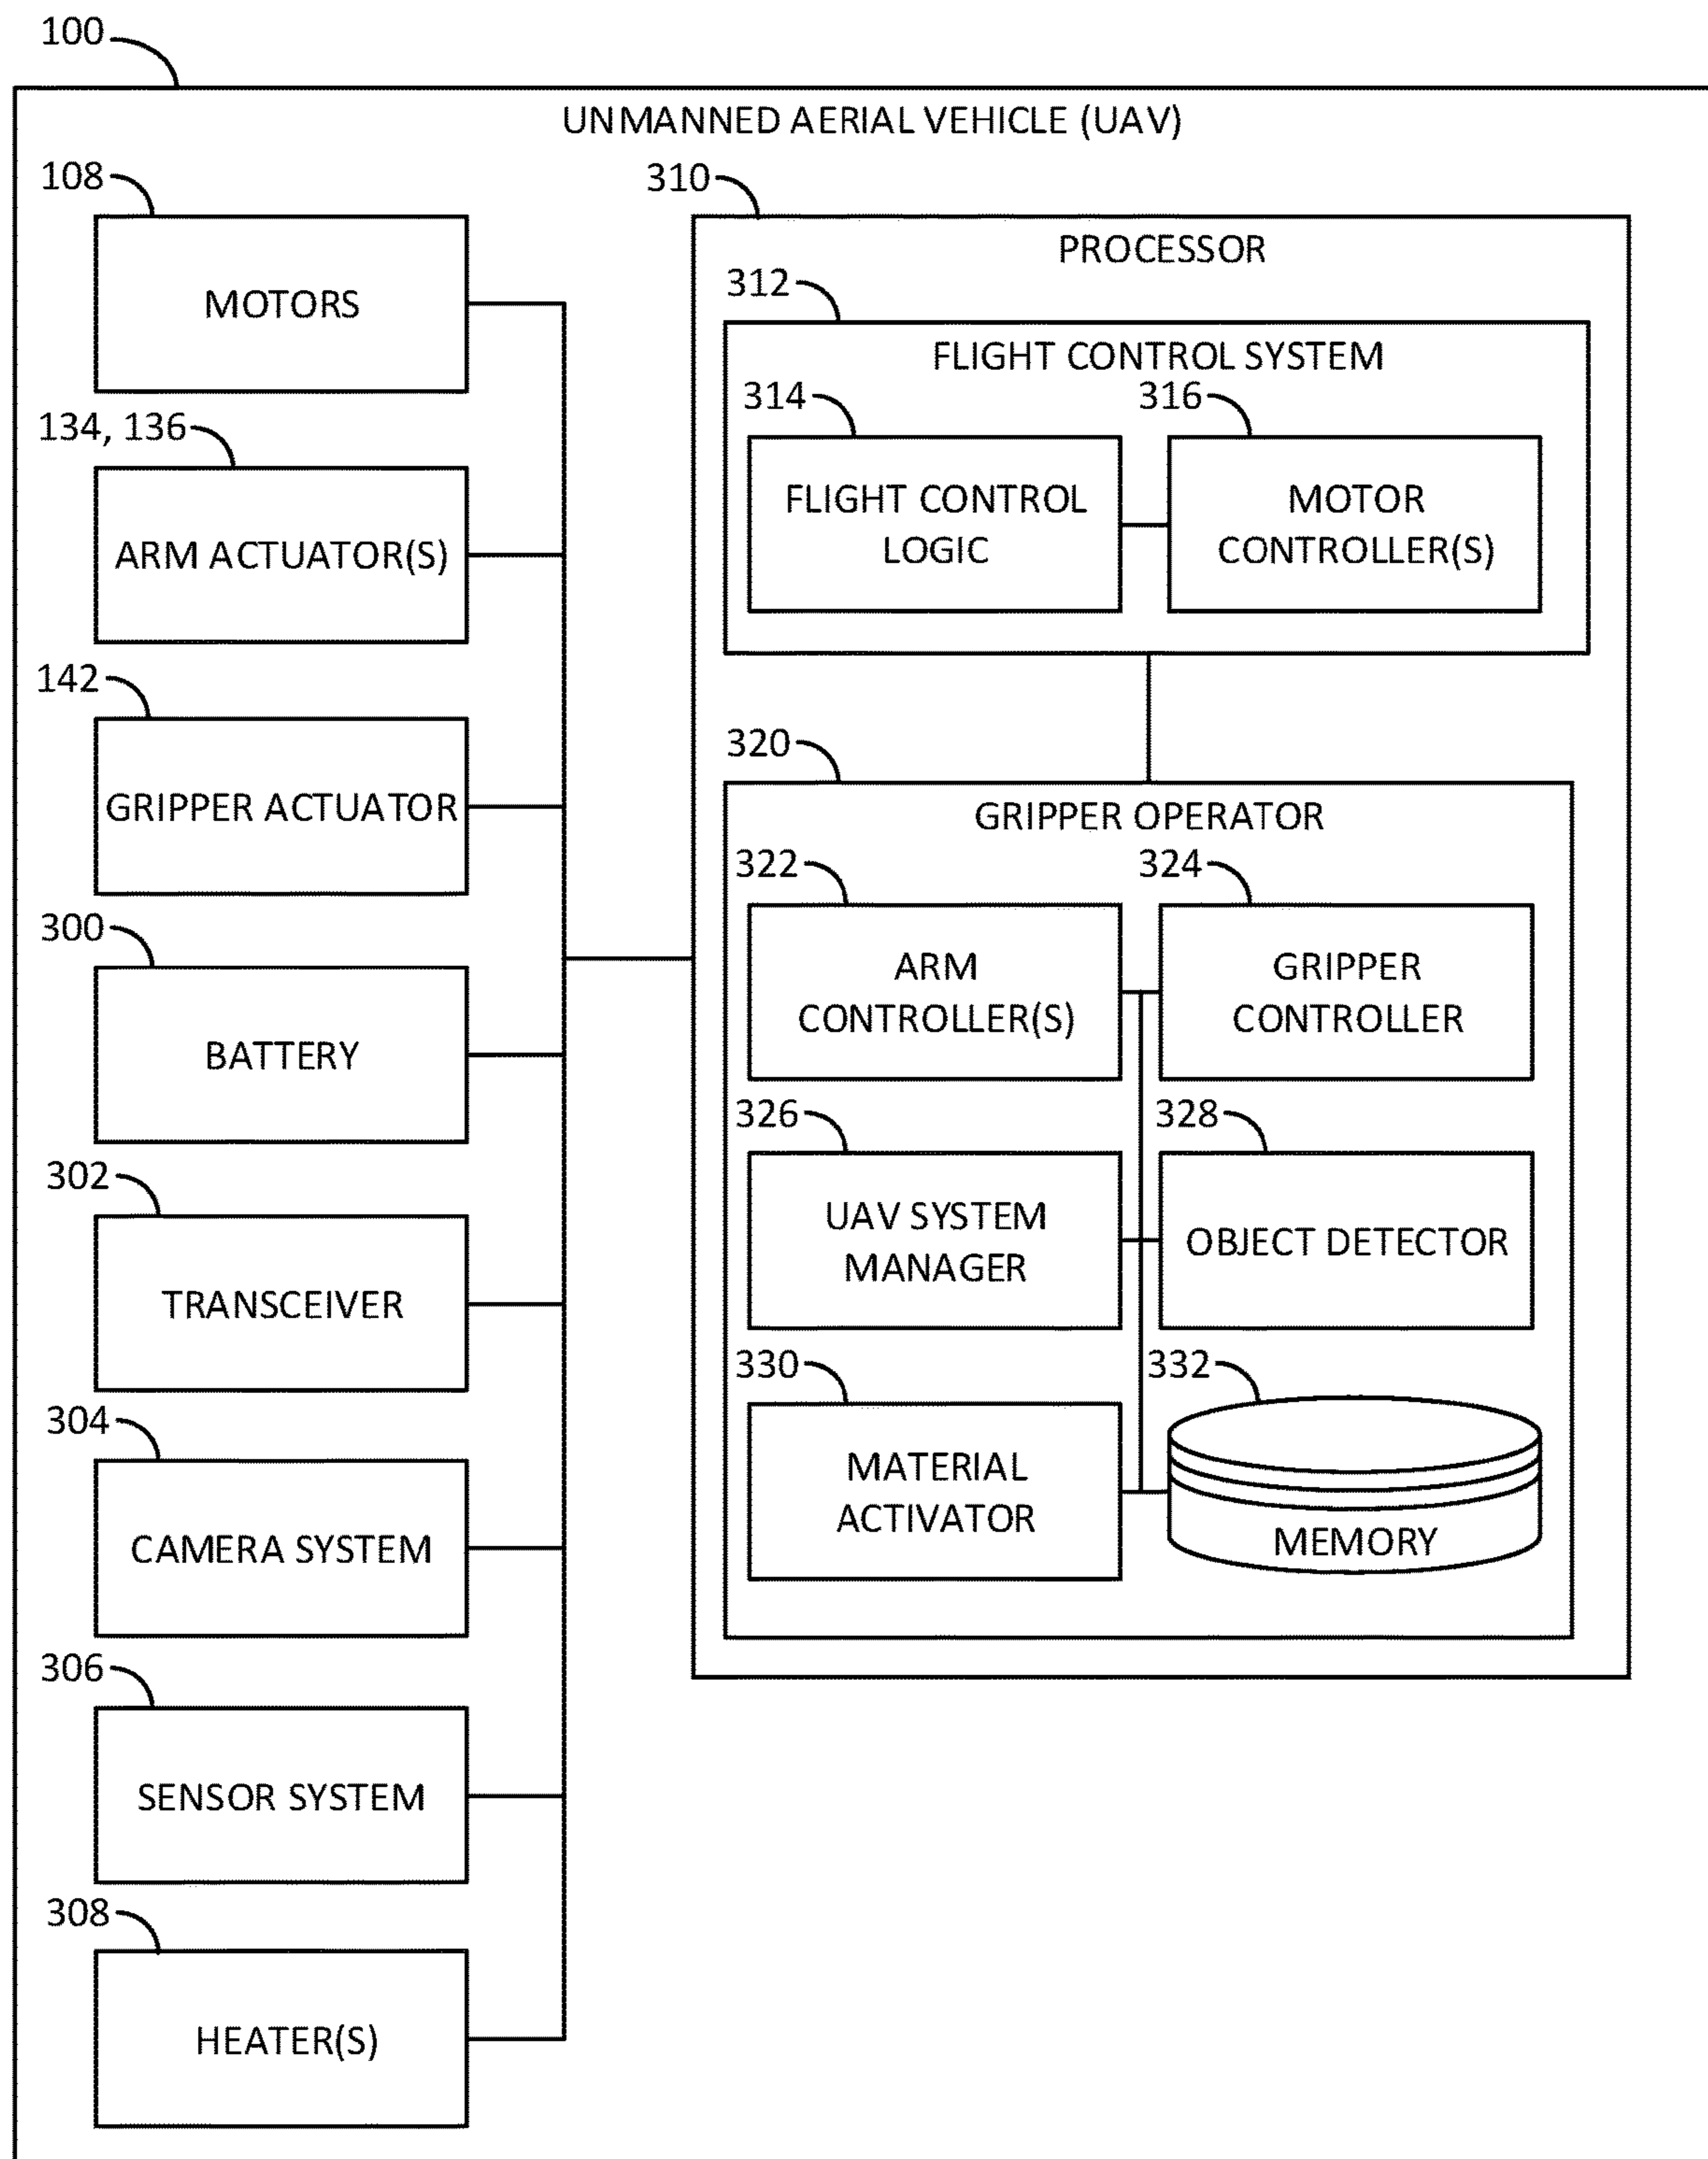 100
UNMANNED AERIAL VEHICLE (UAV)
108
MOTORS
134, 136
ARM ACTUATOR(S)
142
GRIPPER ACTUATOR
300
BATTERY
302
TRANSCEIVER
304
CAMERA SYSTEM
306
SENSOR SYSTEM
308
HEATER(S)
310
PROCESSOR
312
FLIGHT CONTROL SYSTEM
314
FLIGHT CONTROL
LOGIC
316
MOTOR
CONTROLLER(S)
320
GRIPPER OPERATOR
322
ARM
CONTROLLER(S)
324
GRIPPER
CONTROLLER
326
UAV SYSTEM
MANAGER
328
OBJECT DETECTOR
330
MATERIAL
ACTIVATOR
332
MEMORY